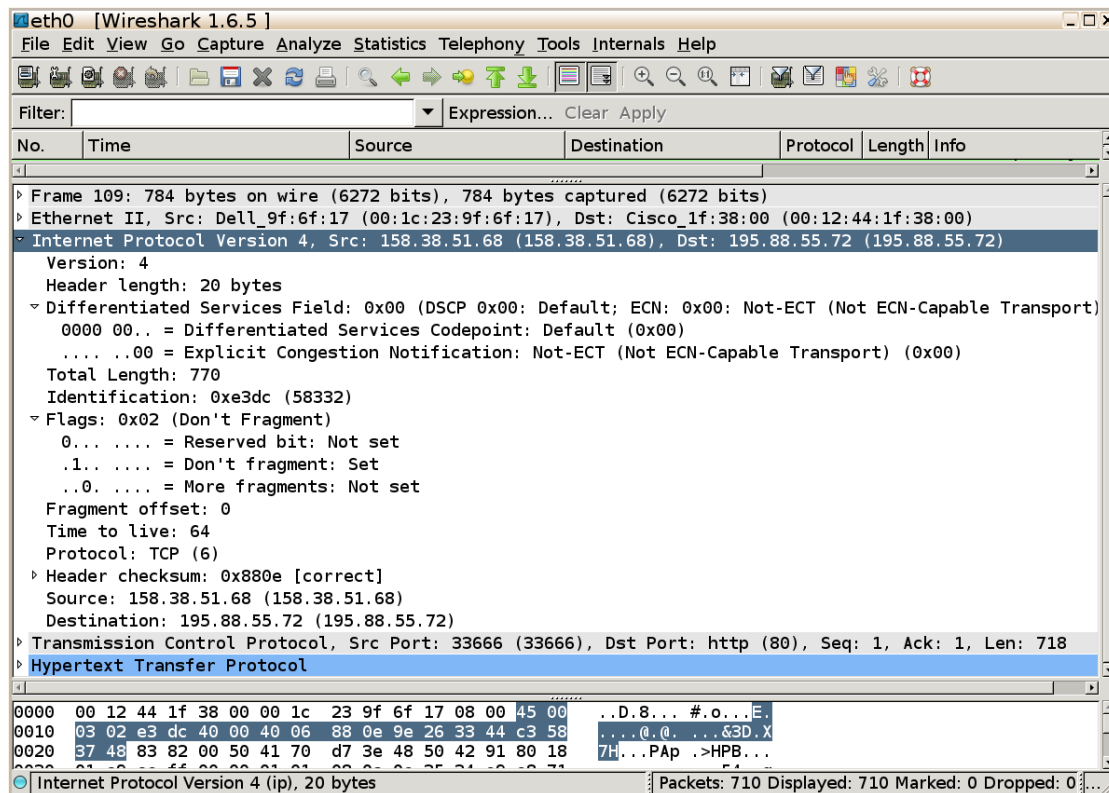 eth0 [Wireshark 1.6.5 ]
File Edit View Go Capture Analyze Statistics Telephony Tools Internals Help
Filter: Expression... Clear Apply
No. Time Source Destination Protocol Length Info
Frame 109: 784 bytes on wire (6272 bits), 784 bytes captured (6272 bits)
Ethernet II, Src: Dell_9f:6f:17 (00:1c:23:9f:6f:17), Dst: Cisco_1f:38:00 (00:12:44:1f:38:00)
Internet Protocol Version 4, Src: 158.38.51.68 (158.38.51.68), Dst: 195.88.55.72 (195.88.55.72)
Version: 4
Header length: 20 bytes
Differentiated Services Field: 0x00 (DSCP 0x00: Default; ECN: 0x00: Not-ECT (Not ECN-Capable Transport)
0000 00.. = Differentiated Services Codepoint: Default (0x00)
.... ..00 = Explicit Congestion Notification: Not-ECT (Not ECN-Capable Transport) (0x00)
Total Length: 770
Identification: 0xe3dc (58332)
Flags: 0x02 (Don't Fragment)
0... .... = Reserved bit: Not set
.1.. .... = Don't fragment: Set
..0. .... = More fragments: Not set
Fragment offset: 0
Time to live: 64
Protocol: TCP (6)
Header checksum: 0x880e [correct]
Source: 158.38.51.68 (158.38.51.68)
Destination: 195.88.55.72 (195.88.55.72)
Transmission Control Protocol, Src Port: 33666 (33666), Dst Port: http (80), Seq: 1, Ack: 1, Len: 718
Hypertext Transfer Protocol
0000 00 12 44 1f 38 00 00 1c 23 9f 6f 17 08 00 45 00 ..D.8... #.o...E.
0010 03 02 e3 dc 40 00 40 06 88 0e 9e 26 33 44 c3 58 ....@.@. ...&3D.X
0020 37 48 83 82 00 50 41 70 d7 3e 48 50 42 91 80 18 7H...PAp .>HPB...
Internet Protocol Version 4 (ip), 20 bytes Packets: 710 Displayed: 710 Marked: 0 Dropped: 0 ...